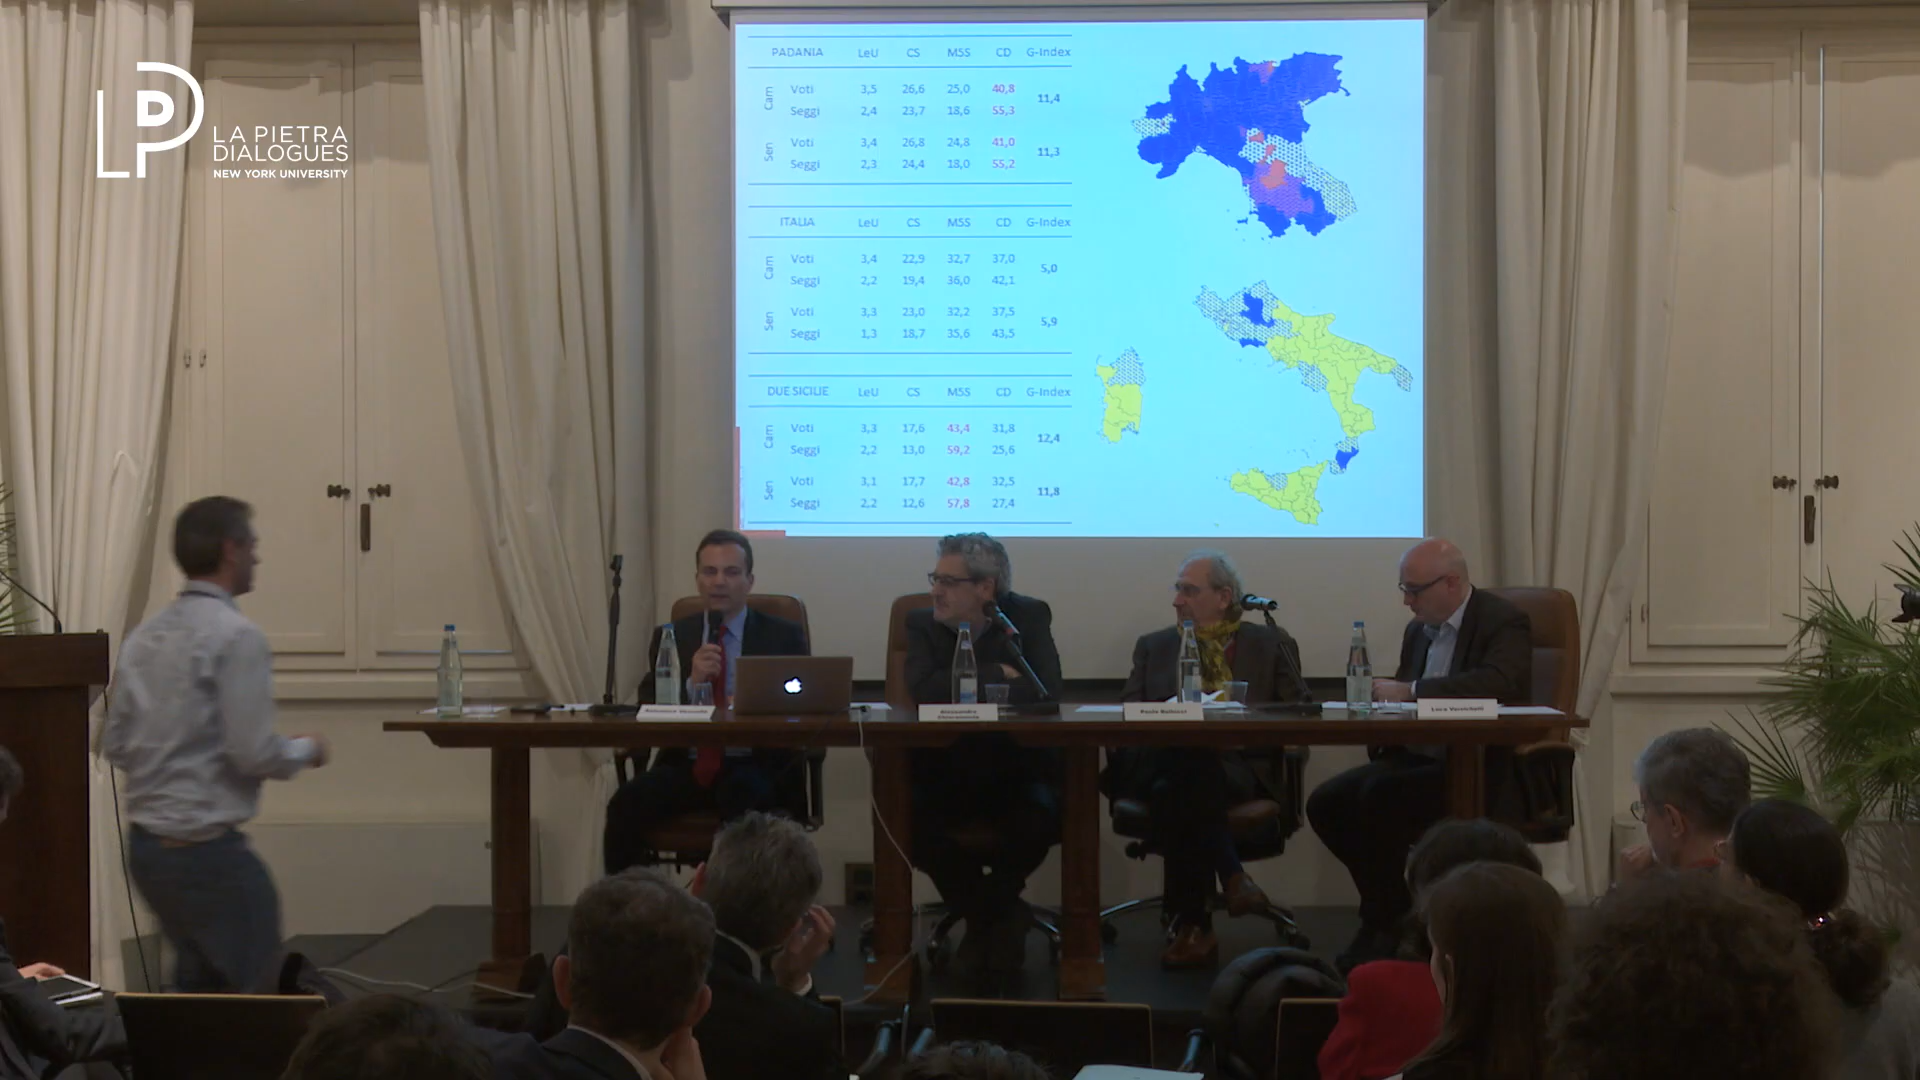 LA PIETRA
DIALOGUES
NEW YORK UNIVERSITY
PADANIA LeU CS M5S CD G-Index
Cam Voti 3,5 26,6 25,0 40,8 11,4
Seggi 2,4 23,7 18,6 55,3
Sen Voti 3,4 26,8 24,8 41,0 11,3
Seggi 2,3 24,4 18,0 55,2
ITALIA LeU CS M5S CD G-Index
Cam Voti 3,4 22,9 32,7 37,0 5,0
Seggi 2,2 19,4 36,0 42,1
Sen Voti 3,3 23,0 32,2 37,5 5,9
Seggi 1,3 18,7 35,6 43,5
DUE SICILIE LeU CS M5S CD G-Index
Cam Voti 3,3 17,6 43,4 31,8 12,4
Seggi 2,2 13,0 59,2 25,6
Sen Voti 3,1 17,7 42,8 32,5 11,8
Seggi 2,2 12,6 57,8 27,4
Alessandro
Chiaramonte
Paolo Bellucci
Luca Verzichelli